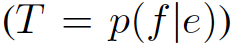 (T = p(f|e))